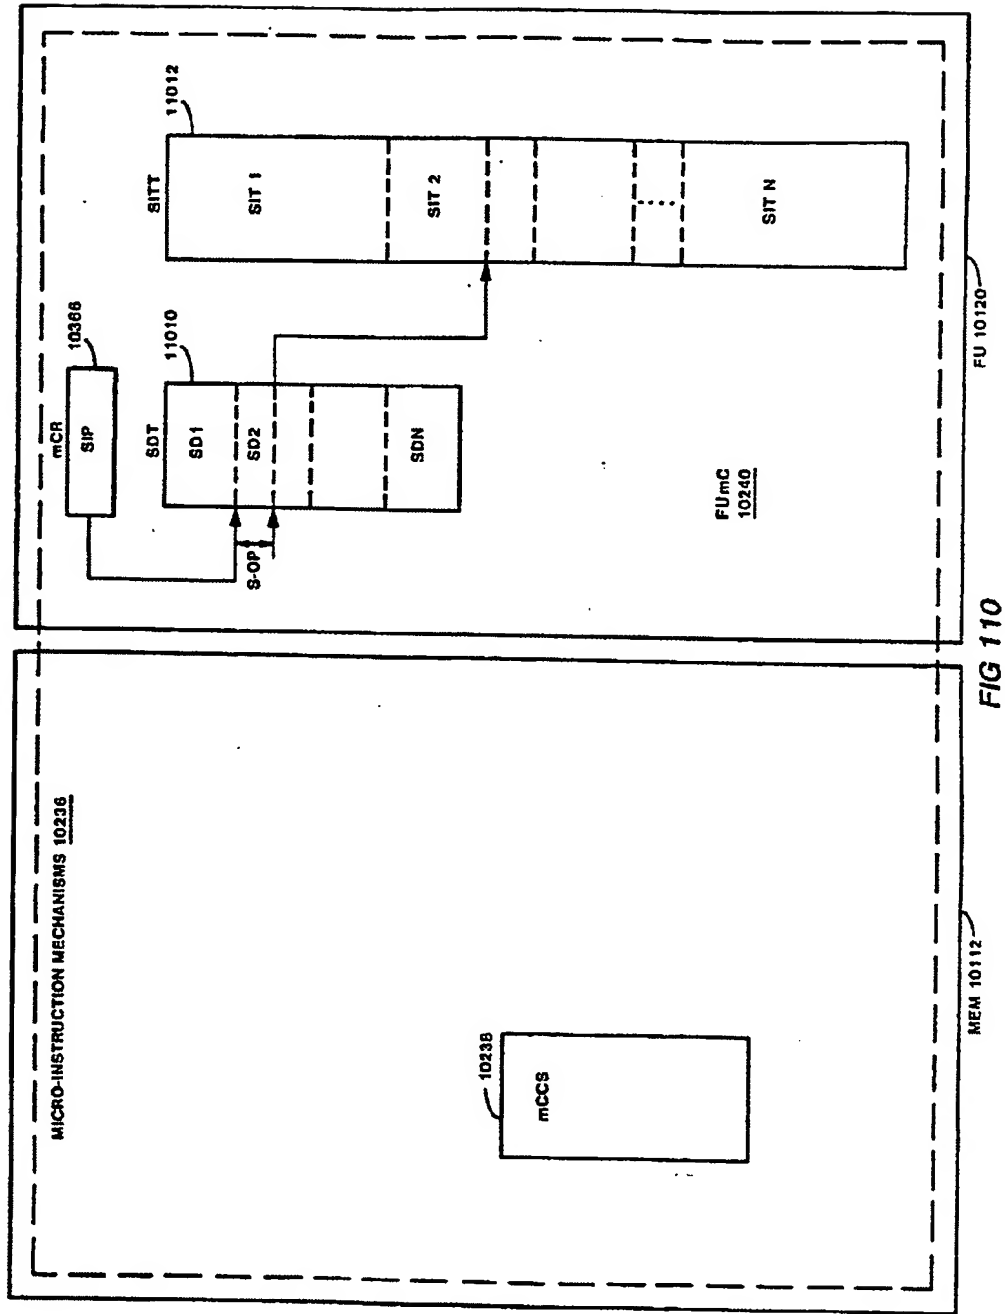 MICRO-INSTRUCTION MECHANISMS 10236
10238
mCCS
MEM 10112
mCR
10366
SIP
SDT
11010
SD1
SD2
SDN
S-OP
SITT
11012
SIT 1
SIT 2
SIT N
FUmC
10240
FU 10120
FIG 110